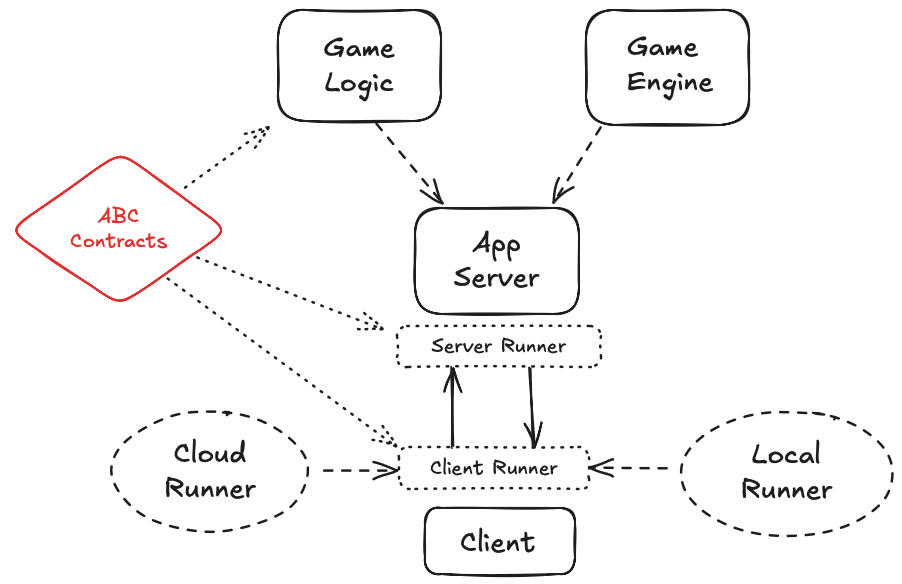 Game
Logic
Game
Engine
ABC
Contracts
App
Server
Server Runner
Cloud
Runner
Client Runner
Local
Runner
Client